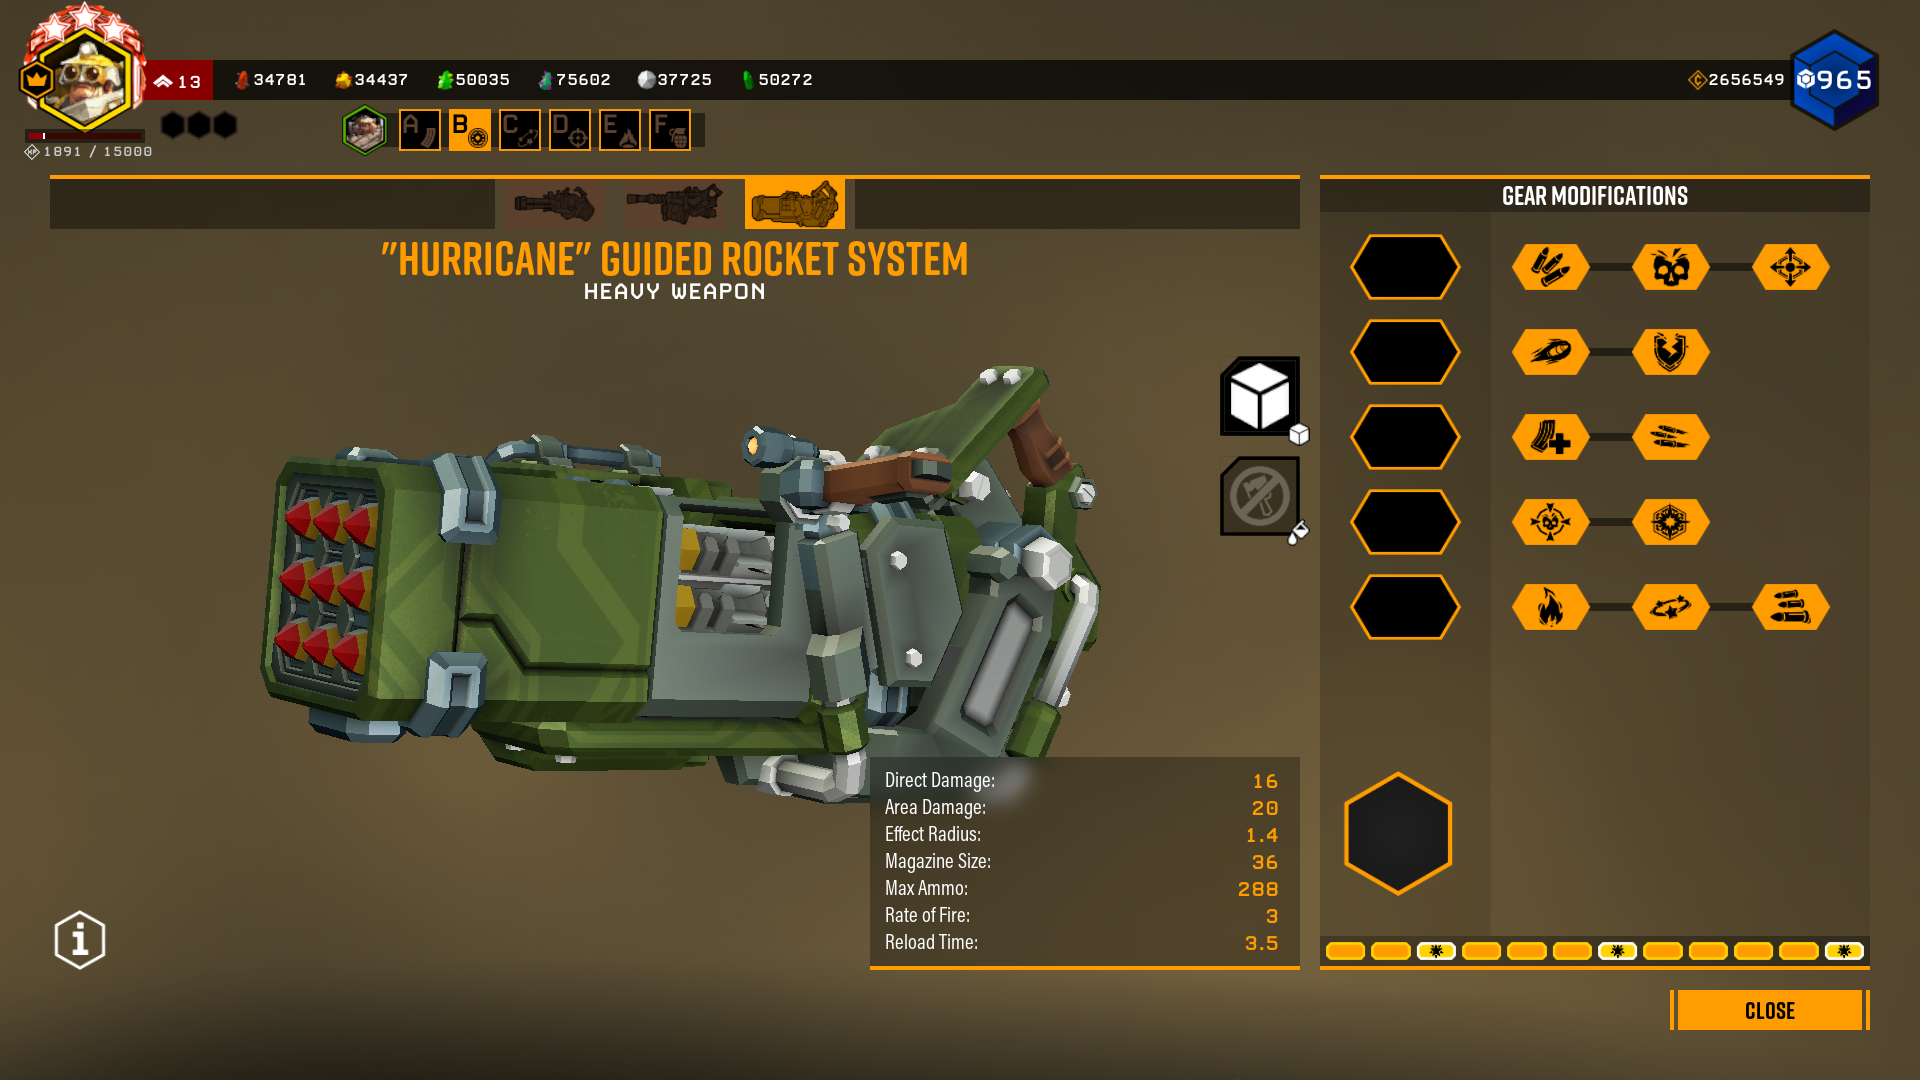 13
34781
34437
50035
75602
37725
50272
2656549
965
1891 / 15000
A
B
C
D
E
F
GEAR MODIFICATIONS
"HURRICANE" GUIDED ROCKET SYSTEM
HEAVY WEAPON
Direct Damage: 16
Area Damage: 20
Effect Radius: 1.4
Magazine Size: 36
Max Ammo: 288
Rate of Fire: 3
Reload Time: 3.5
CLOSE